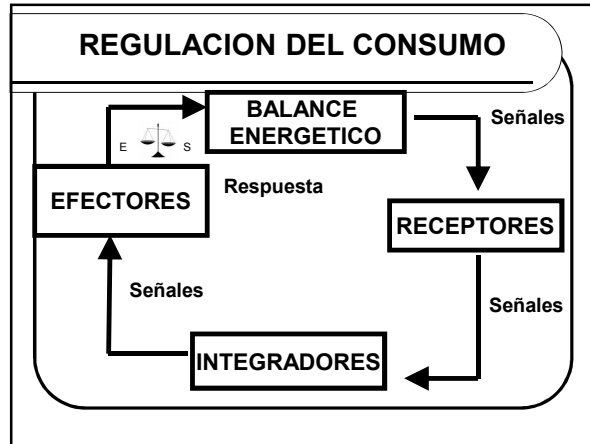 REGULACION DEL CONSUMO
BALANCE
ENERGETICO
Señales
E
S
EFECTORES
Respuesta
RECEPTORES
Señales
Señales
INTEGRADORES